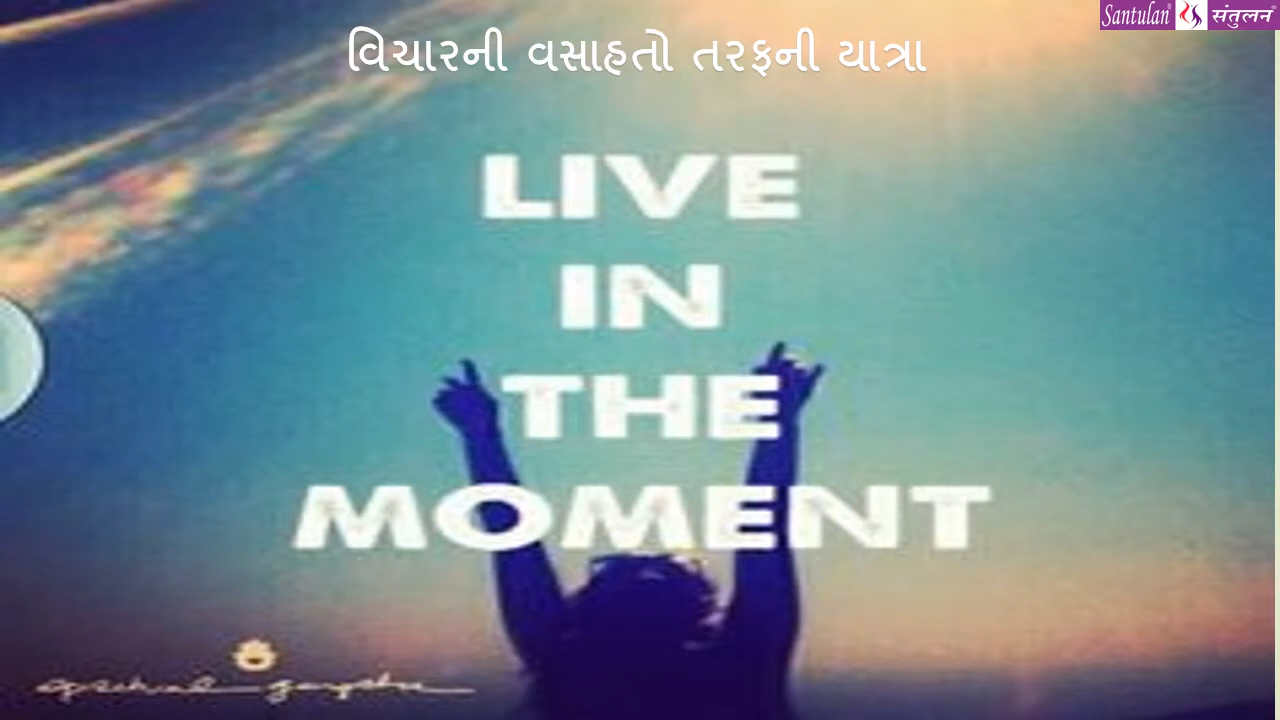 Santulan® संतुलन®
વિચારની વસાહતો તરફની યાત્રા
LIVE
IN
THE
MOMENT